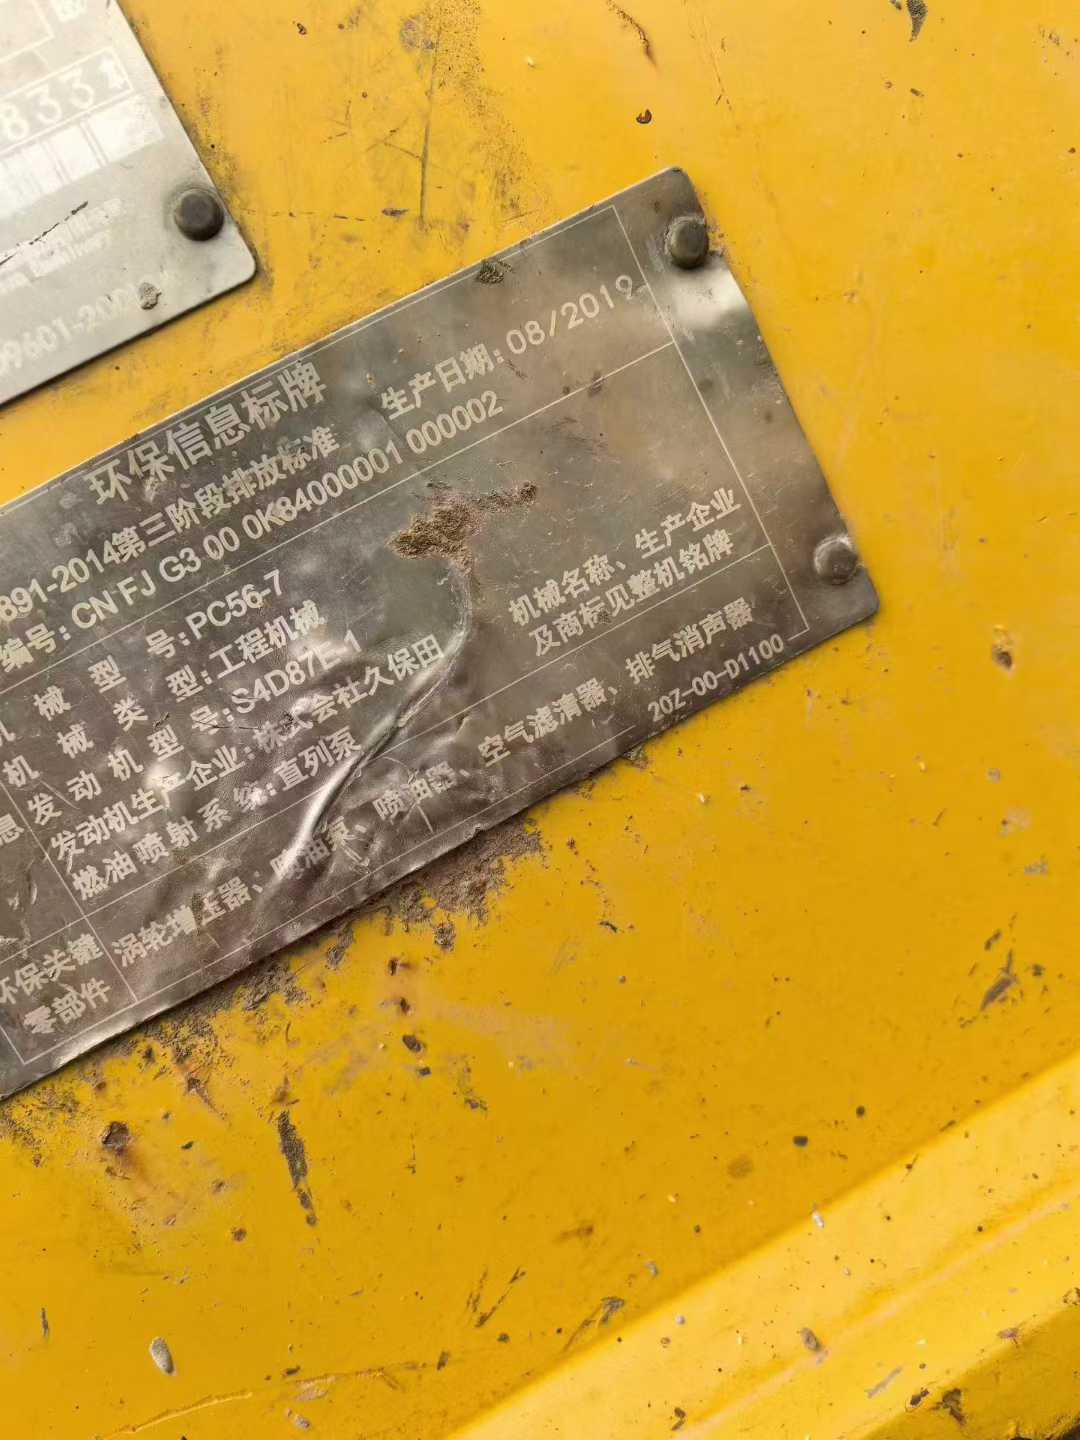 8332
09601-20
环保信息标牌
891-2014第三阶段排放标准 生产日期: 08/2019
编号: CN FJ G3 00 0K84000001 000002
机械型号: PC56-7
机械类型: 工程机械
发动机型号: S4D87E-1
发动机生产企业: 株式会社久保田
燃油喷射系统: 直列泵
机械名称、生产企业
及商标见整机铭牌
环保关键
零部件
涡轮增压器、喷油泵、喷油器、空气滤清器、排气消声器
20Z-00-D1100